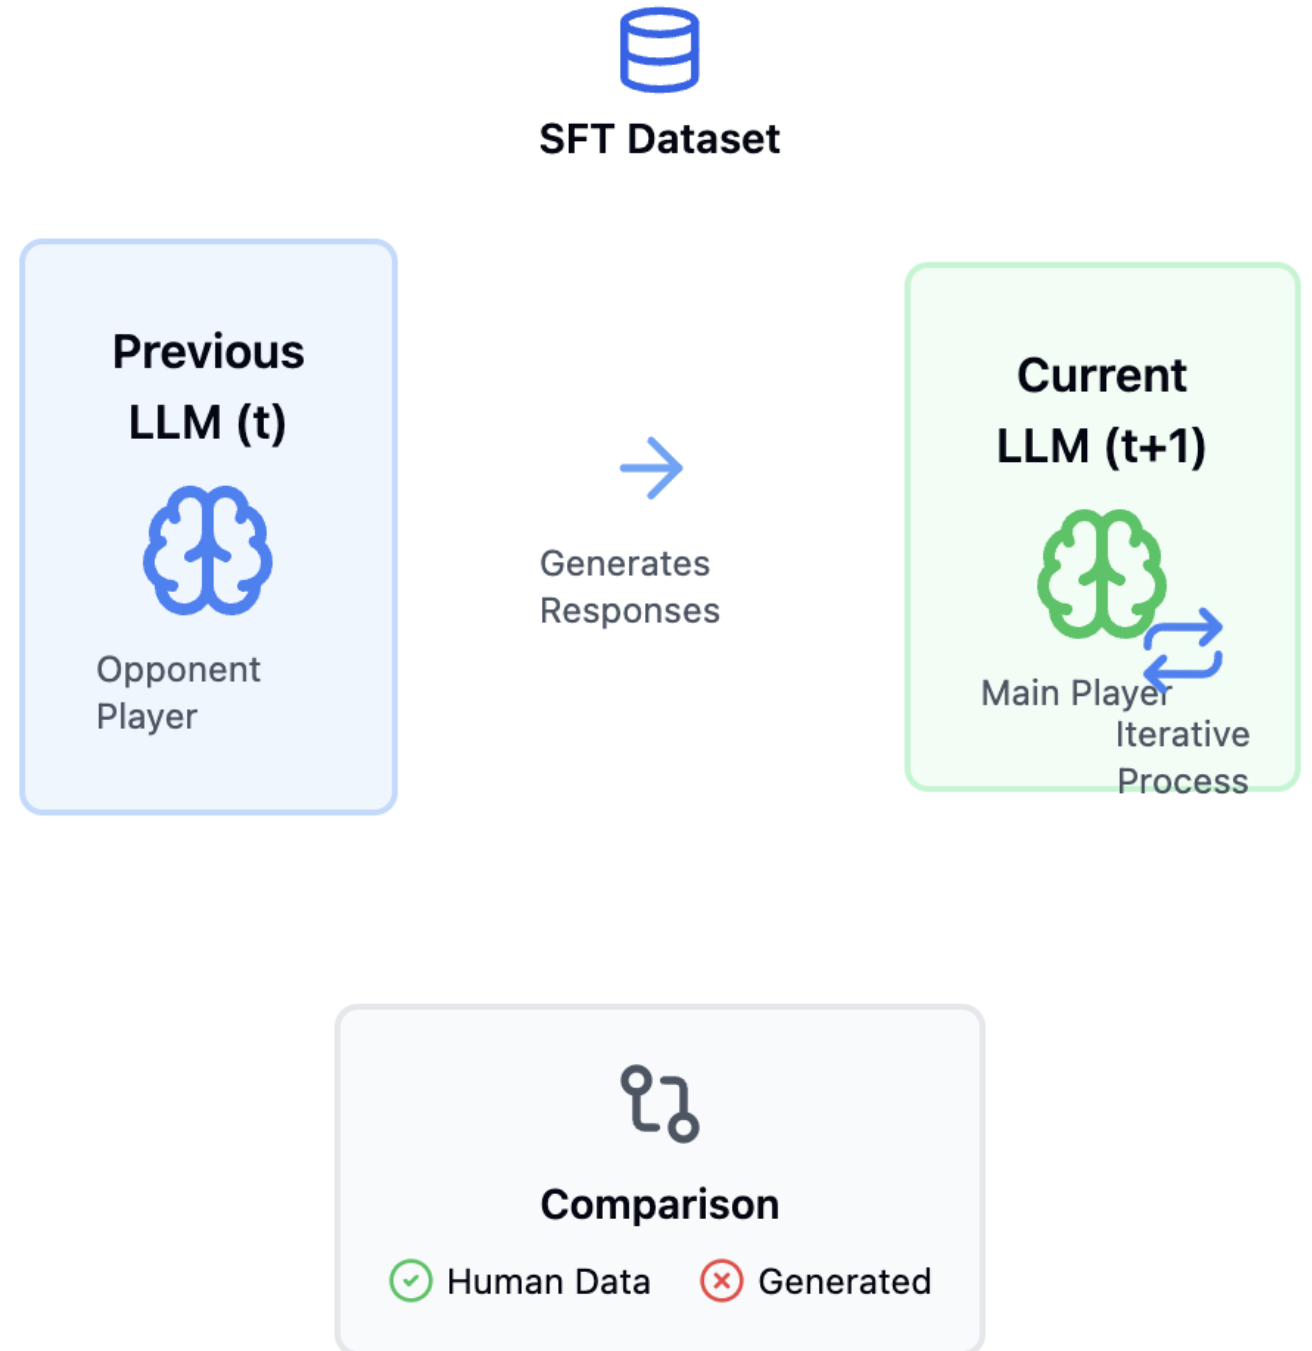 SFT Dataset
Previous
LLM (t)
Opponent
Player
Generates
Responses
Current
LLM (t+1)
Main Player
Iterative
Process
Comparison
Human Data
Generated